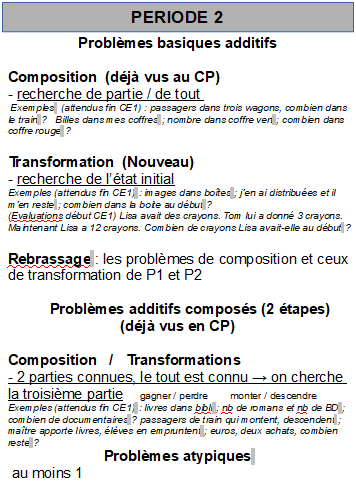 PERIODE 2
Problèmes basiques additifs
Composition (déjà vus au CP)
- recherche de partie / de tout
Exemples (attendus fin CE1) : passagers dans trois wagons, combien dans
le train ? Billes dans mes coffres ; nombre dans coffre vert ; combien dans
coffre rouge ?
Transformation (Nouveau)
- recherche de l'état initial
Exemples (attendus fin CE1) : images dans boîtes ; j'en ai distribuées et il
m'en reste ; combien dans la boite au début ?
(Evaluations début CE1) Lisa avait des crayons. Tom lui a donné 3 crayons.
Maintenant Lisa a 12 crayons. Combien de crayons Lisa avait-elle au début ?
Rebrassage : les problèmes de composition et ceux
de transformation de P1 et P2
Problèmes additifs composés (2 étapes)
(déjà vus en CP)
Composition / Transformations
- 2 parties connues, le tout est connu → on cherche
la troisième partie gagner / perdre monter / descendre
Exemples (attendus fin CE1) : livres dans bibli ; nb de romans et nb de BD ;
combien de documentaires ? passagers de train qui montent, descendent ;
maître apporte livres, élèves en empruntent ; euros, deux achats, combien
reste ?
Problèmes atypiques
au moins 1